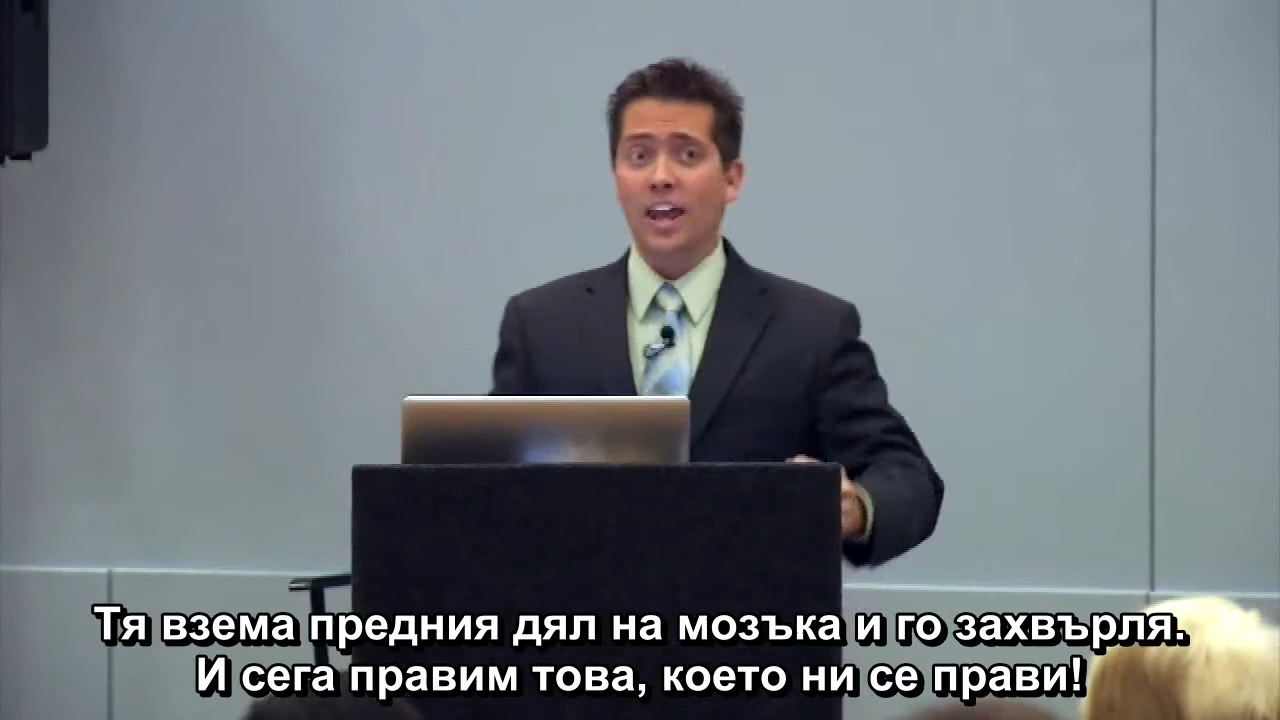 Тя взема предния дял на мозъка и го захвърля.
И сега правим това, което ни се прави!